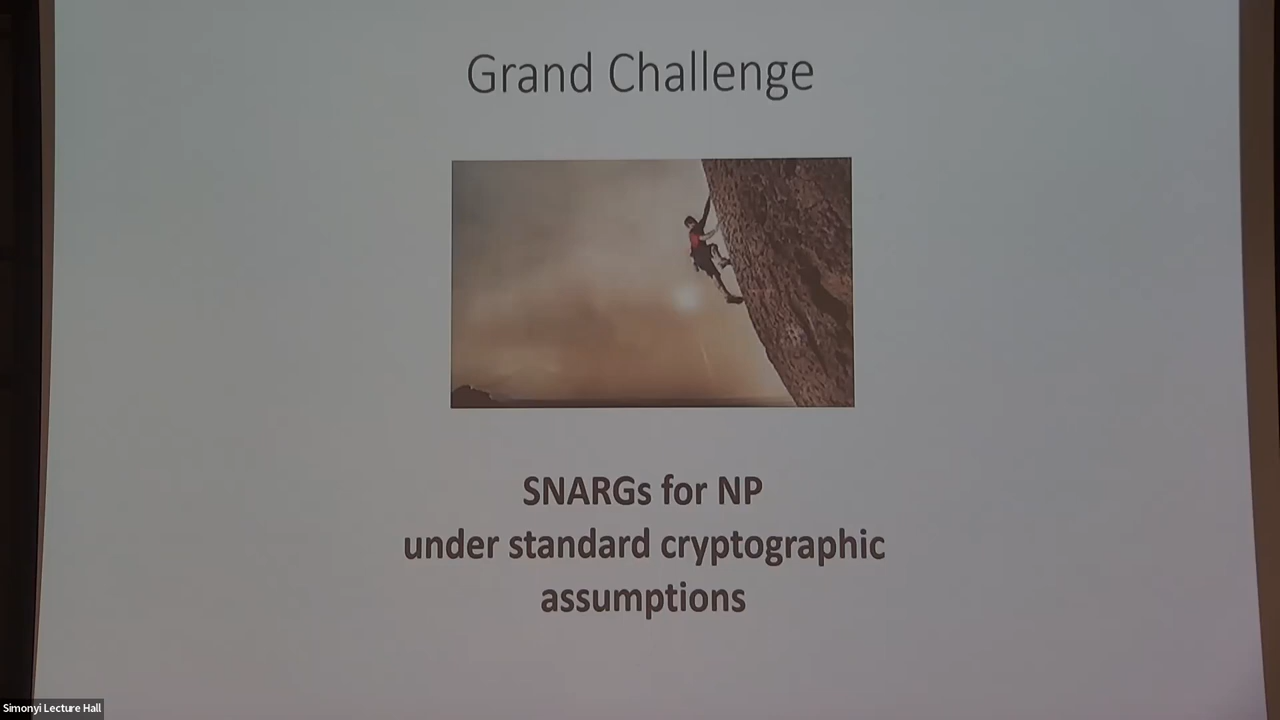 Grand Challenge
SNARGs for NP
under standard cryptographic
assumptions
Simonyi Lecture Hall